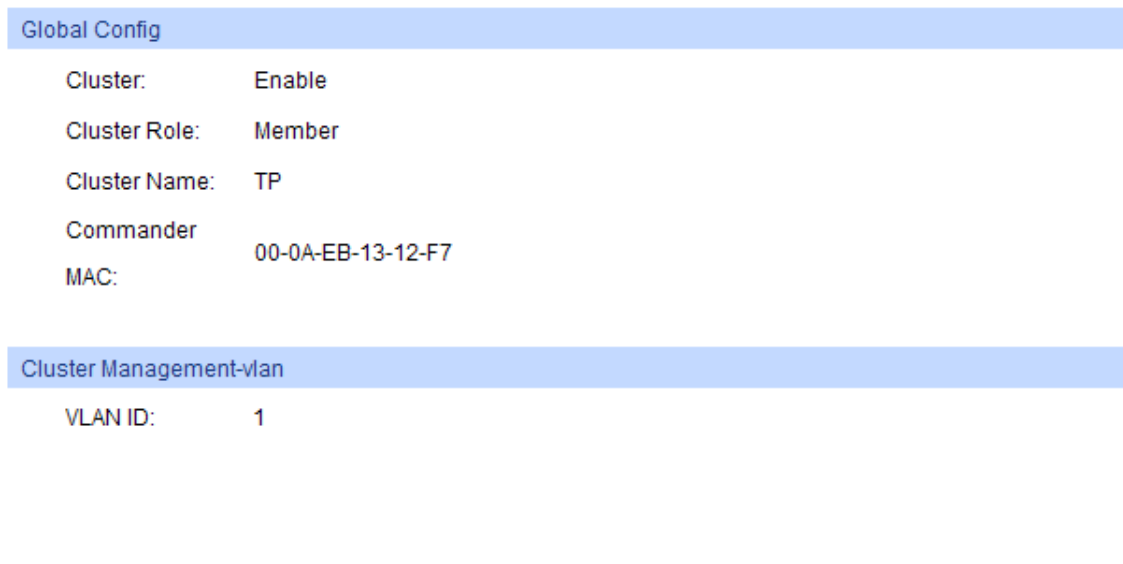 Global Config
Cluster: Enable
Cluster Role: Member
Cluster Name: TP
Commander
MAC: 00-0A-EB-13-12-F7
Cluster Management-vlan
VLAN ID: 1